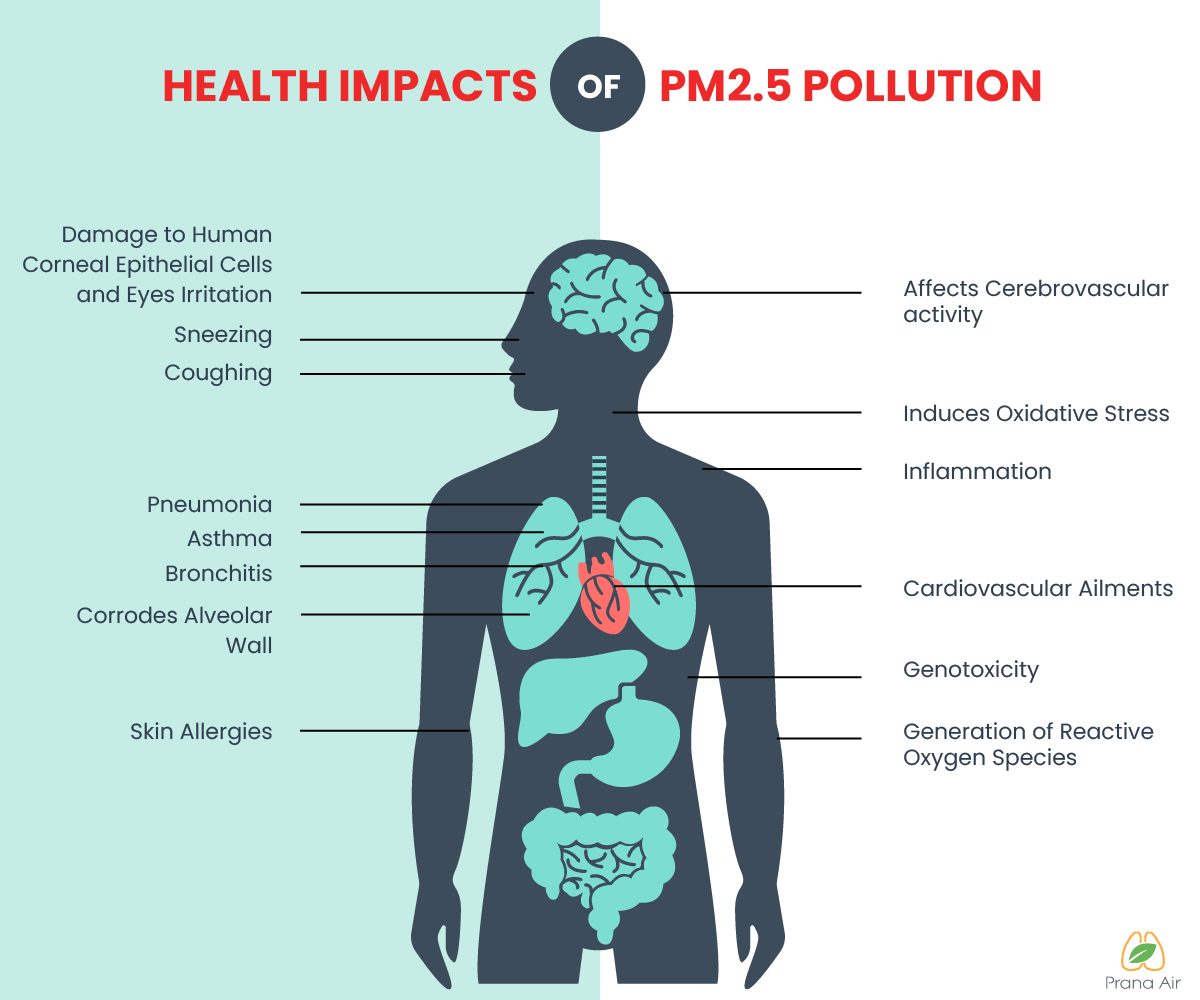 HEALTH IMPACTS OF PM2.5 POLLUTION
Damage to Human
Corneal Epithelial Cells
and Eyes Irritation
Sneezing
Coughing
Pneumonia
Asthma
Bronchitis
Corrodes Alveolar
Wall
Skin Allergies
Affects Cerebrovascular
activity
Induces Oxidative Stress
Inflammation
Cardiovascular Ailments
Genotoxicity
Generation of Reactive
Oxygen Species
Prana Air